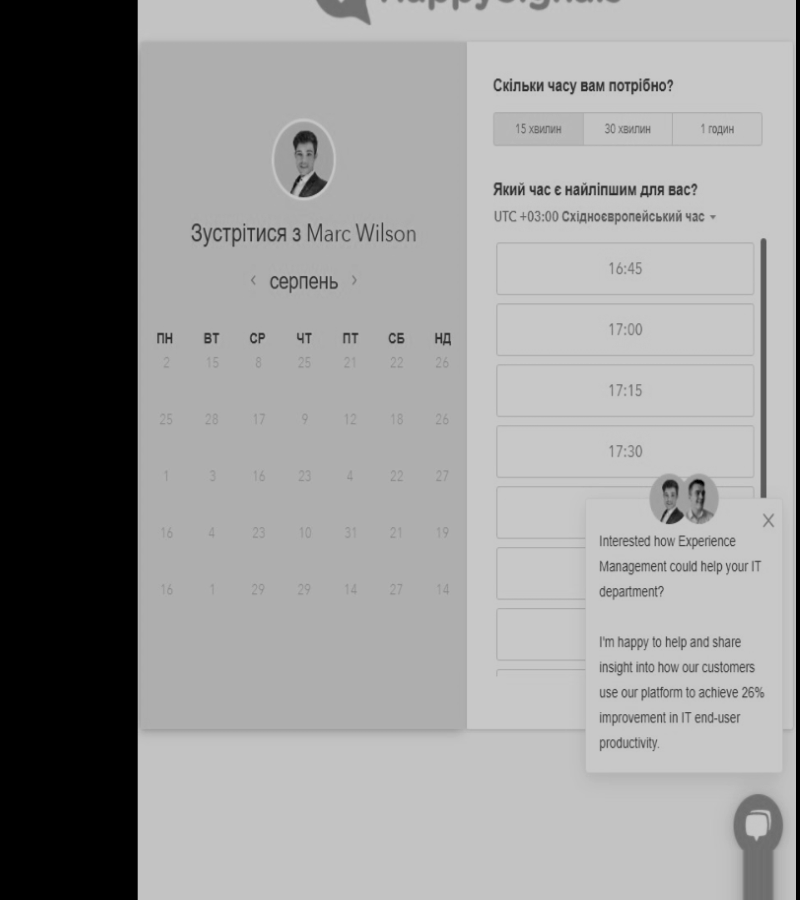 HappySignals
Зустрітися з Marc Wilson
серпень
ПН ВТ СР ЧТ ПТ СБ НД
2 15 8 25 21 22 26
25 28 17 9 12 18 26
1 3 16 23 4 22 27
16 4 23 10 31 21 19
16 1 29 29 14 27 14
Скільки часу вам потрібно?
15 хвилин 30 хвилин 1 годин
Який час є найліпшим для вас?
UTC +03:00 Східноєвропейський час
16:45
17:00
17:15
17:30
Interested how Experience
Management could help your IT
department?
I'm happy to help and share
insight into how our customers
use our platform to achieve 26%
improvement in IT end-user
productivity.